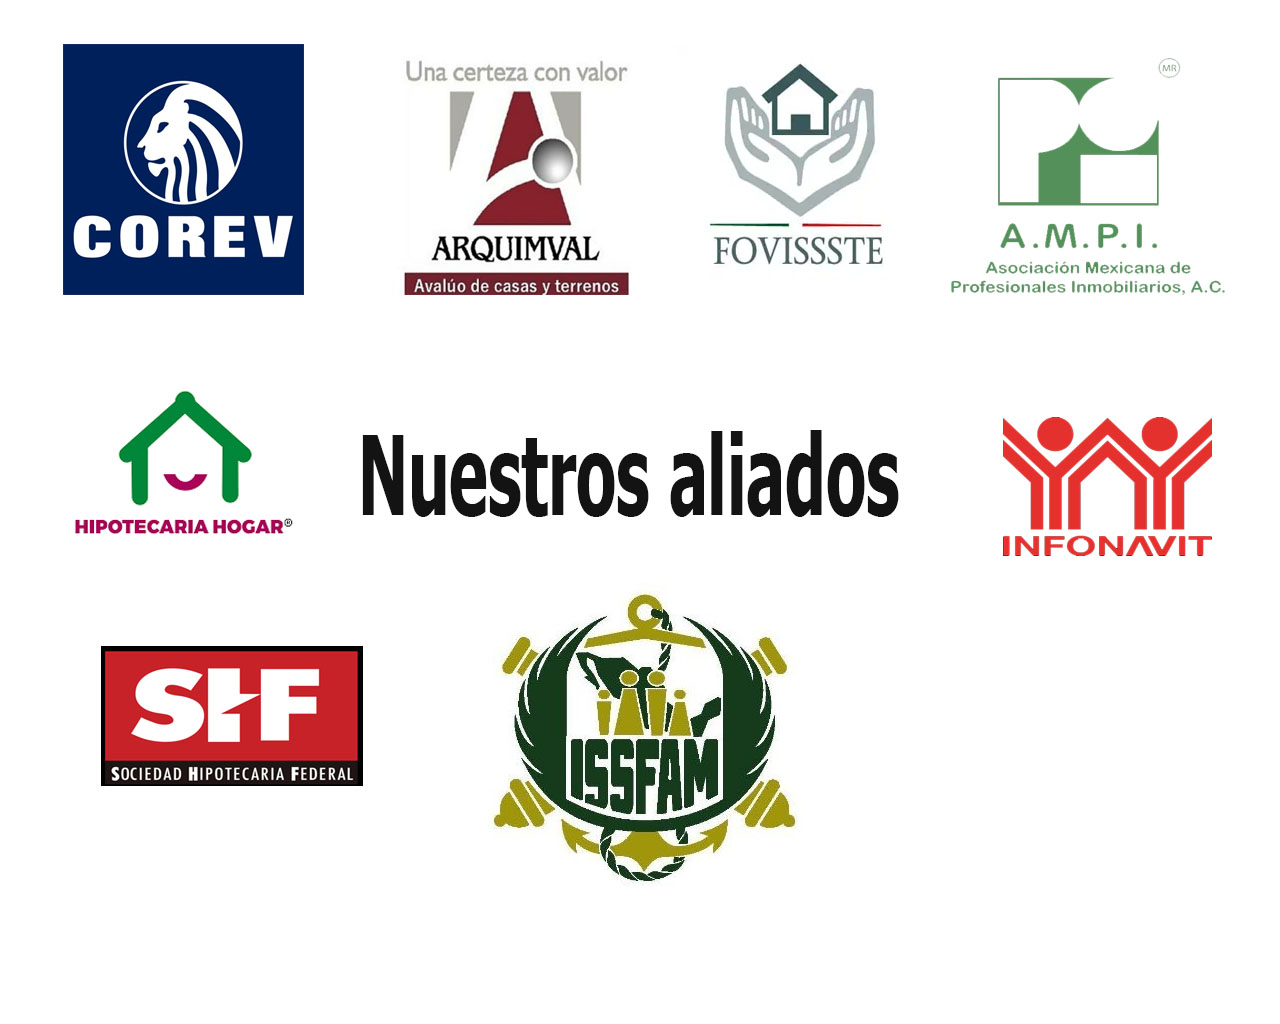 COREV
Una certeza con valor
ARQUIMVAL
Avalúo de casas y terrenos
FOVISSSTE
MR
A.M.P.I.
Asociación Mexicana de
Profesionales Inmobiliarios, A.C.
HIPOTECARIA HOGAR®
Nuestros aliados
INFONAVIT
SHF
SOCIEDAD HIPOTECARIA FEDERAL
ISSFAM